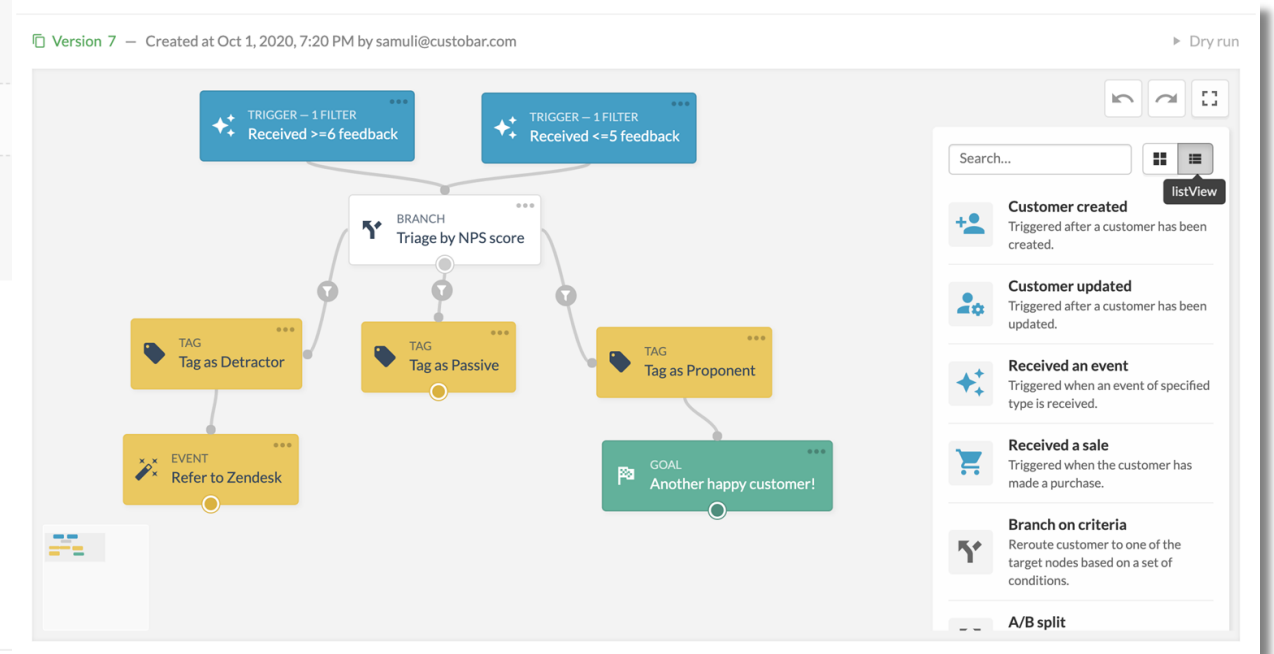 Version 7 — Created at Oct 1, 2020, 7:20 PM by samuli@custobar.com
Dry run
TRIGGER — 1 FILTER
Received >=6 feedback
TRIGGER — 1 FILTER
Received <=5 feedback
BRANCH
Triage by NPS score
TAG
Tag as Detractor
TAG
Tag as Passive
TAG
Tag as Proponent
EVENT
Refer to Zendesk
GOAL
Another happy customer!
Search...
listView
Customer created
Triggered after a customer has been
created.
Customer updated
Triggered after a customer has been
updated.
Received an event
Triggered when an event of specified
type is received.
Received a sale
Triggered when the customer has
made a purchase.
Branch on criteria
Reroute customer to one of the
target nodes based on a set of
conditions.
A/B split